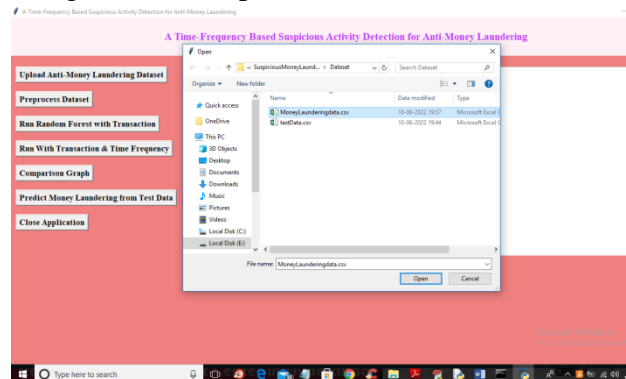 A Time-Frequency Based Suspicious Activity Detection for Anti-Money Laundering
A Time-Frequency Based Suspicious Activity Detection for Anti-Money Laundering
Open
« SuspiciousMoneyLaund... › Dataset
Search Dataset
Organize
New folder
Name
Date modified
Type
MoneyLaunderingdata.csv
10-06-2022 19:57
Microsoft Excel C
testData.csv
10-06-2022 19:44
Microsoft Excel C
Quick access
OneDrive
This PC
3D Objects
Desktop
Documents
Downloads
Music
Pictures
Videos
Local Disk (C:)
Local Disk (E:)
File name:
MoneyLaunderingdata.csv
Open
Cancel
Upload Anti-Money Laundering Dataset
Preprocess Dataset
Run Random Forest with Transaction
Run With Transaction & Time Frequency
Comparison Graph
Predict Money Laundering from Test Data
Close Application
Type here to search